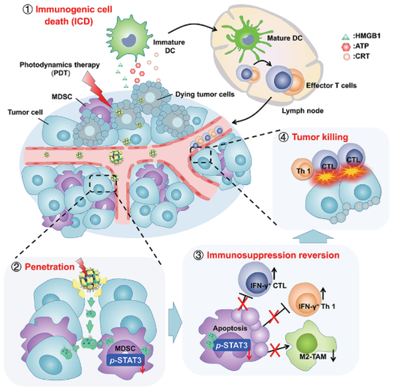 ① Immunogenic cell
death (ICD)
Immature
DC
Mature DC
:HMGB1
:ATP
:CRT
Effector T cells
Lymph node
Photodynamics therapy
(PDT)
MDSC
Tumor cell
Dying tumor cells
④ Tumor killing
Th 1
CTL
CTL
② Penetration
MDSC
p-STAT3
③ Immunosuppression reversion
IFN-γ⁺ CTL
IFN-γ⁺ Th 1
Apoptosis
p-STAT3
M2-TAM